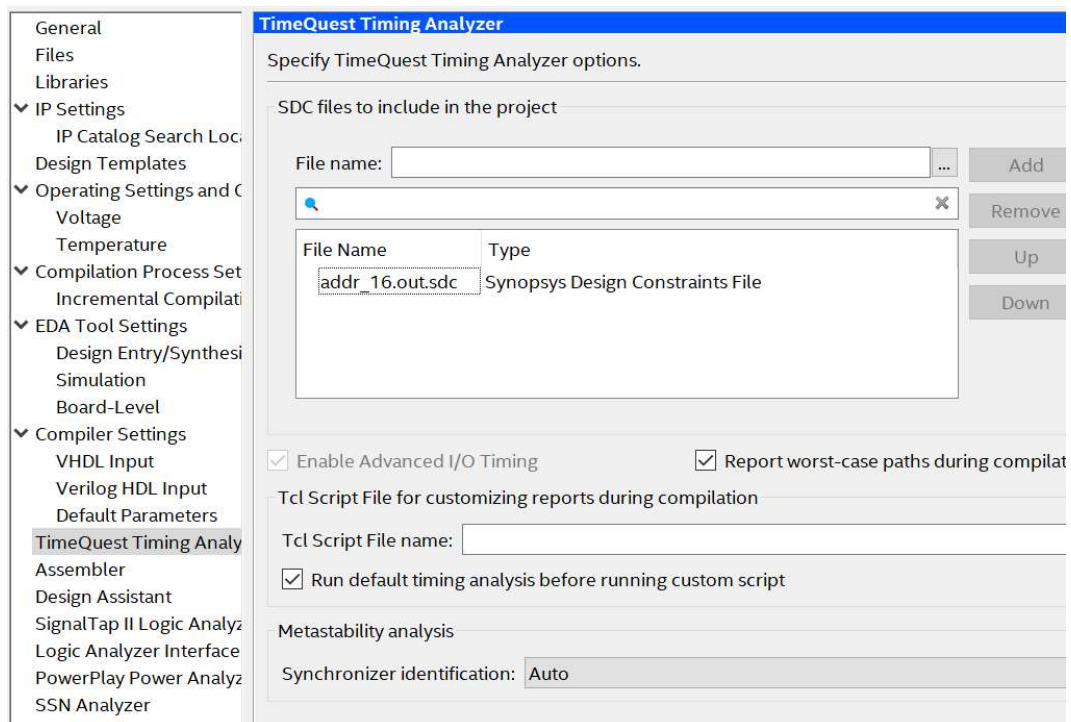 General
Files
Libraries
IP Settings
IP Catalog Search Loc
Design Templates
Operating Settings and C
Voltage
Temperature
Compilation Process Set
Incremental Compilati
EDA Tool Settings
Design Entry/Synthesi
Simulation
Board-Level
Compiler Settings
VHDL Input
Verilog HDL Input
Default Parameters
TimeQuest Timing Analy
Assembler
Design Assistant
SignalTap II Logic Analyz
Logic Analyzer Interface
PowerPlay Power Analyz
SSN Analyzer
TimeQuest Timing Analyzer
Specify TimeQuest Timing Analyzer options.
SDC files to include in the project
File name:
...
Add
Remove
Up
Down
File Name Type
addr_16.out.sdc Synopsys Design Constraints File
Enable Advanced I/O Timing
Report worst-case paths during compilat
Tcl Script File for customizing reports during compilation
Tcl Script File name:
Run default timing analysis before running custom script
Metastability analysis
Synchronizer identification: Auto